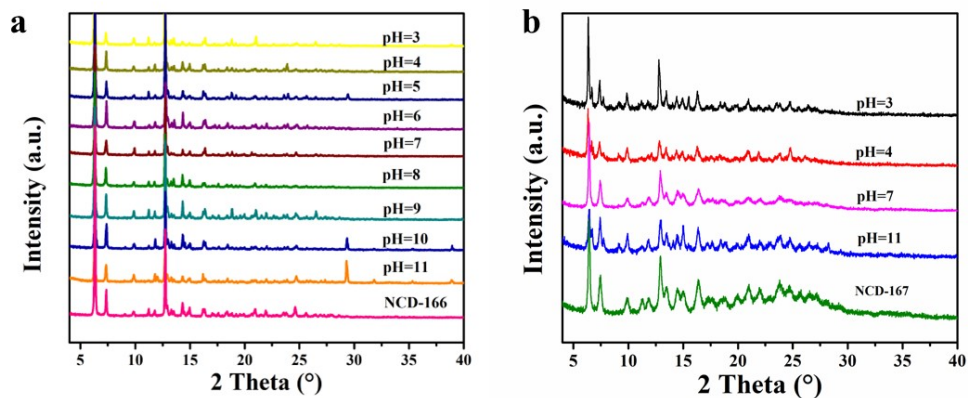 a
pH=3
pH=4
pH=5
pH=6
pH=7
pH=8
pH=9
pH=10
pH=11
NCD-166
Intensity (a.u.)
5 10 15 20 25 30 35 40
2 Theta (°)
b
pH=3
pH=4
pH=7
pH=11
NCD-167
Intensity (a.u.)
5 10 15 20 25 30 35 40
2 Theta (°)